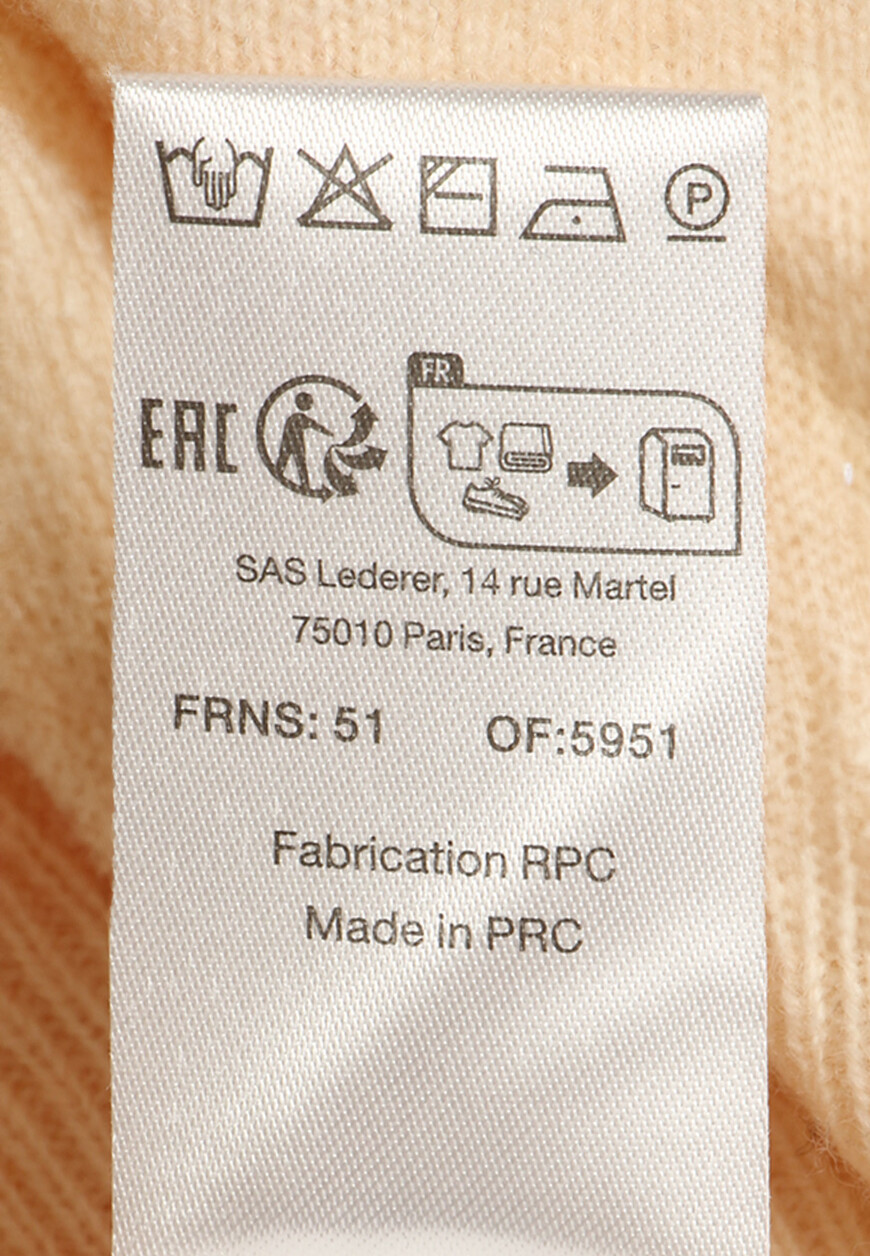 P
FR
EAC
SAS Lederer, 14 rue Martel
75010 Paris, France
FRNS: 51 OF:5951
Fabrication RPC
Made in PRC